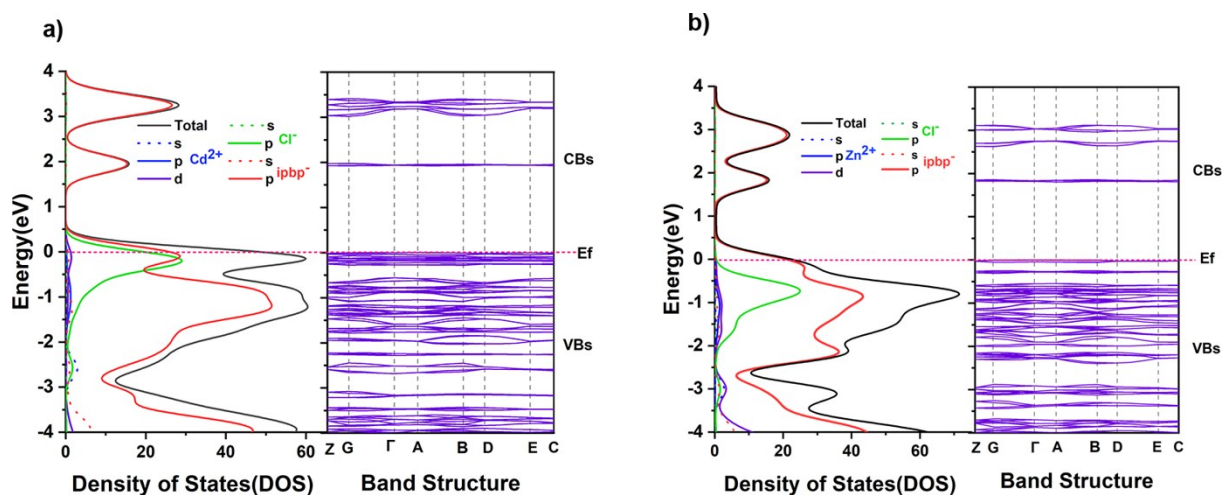 a)
4
3
2
1
0
-1
-2
-3
-4
Energy(eV)
Total
s
p Cd2+
d
s
p Cl-
s
p ipbp-
0 20 40 60
Density of States(DOS)
CBs
Ef
VBs
Z G Γ A B D E C
Band Structure
b)
4
3
2
1
0
-1
-2
-3
-4
Energy(eV)
Total
s
p Zn2+
d
s
p Cl-
s
p ipbp-
0 20 40 60
Density of States(DOS)
CBs
Ef
VBs
Z G Γ A B D E C
Band Structure